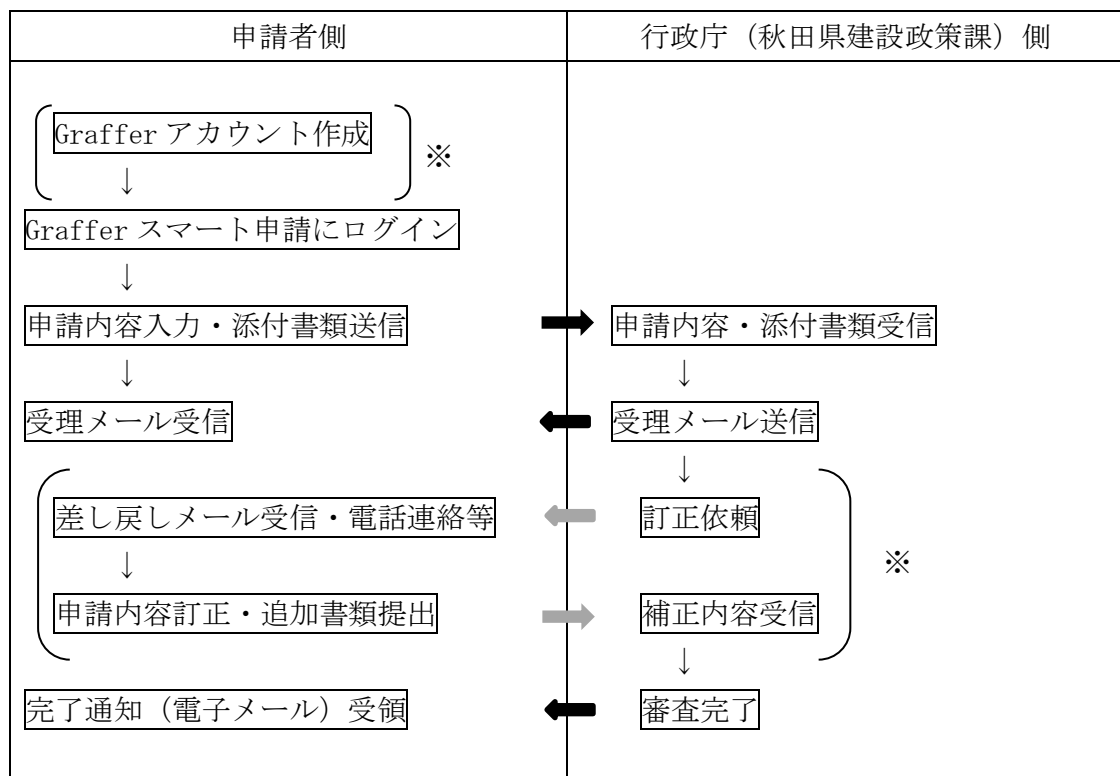 申請者側 行政庁（秋田県建設政策課）側
Graffer アカウント作成
※
↓
Graffer スマート申請にログイン
↓
申請内容入力・添付書類送信 申請内容・添付書類受信
↓ ↓
受理メール受信 受理メール送信
↓
差し戻しメール受信・電話連絡等 訂正依頼
↓ ※
申請内容訂正・追加書類提出 補正内容受信
↓
完了通知（電子メール）受領 審査完了